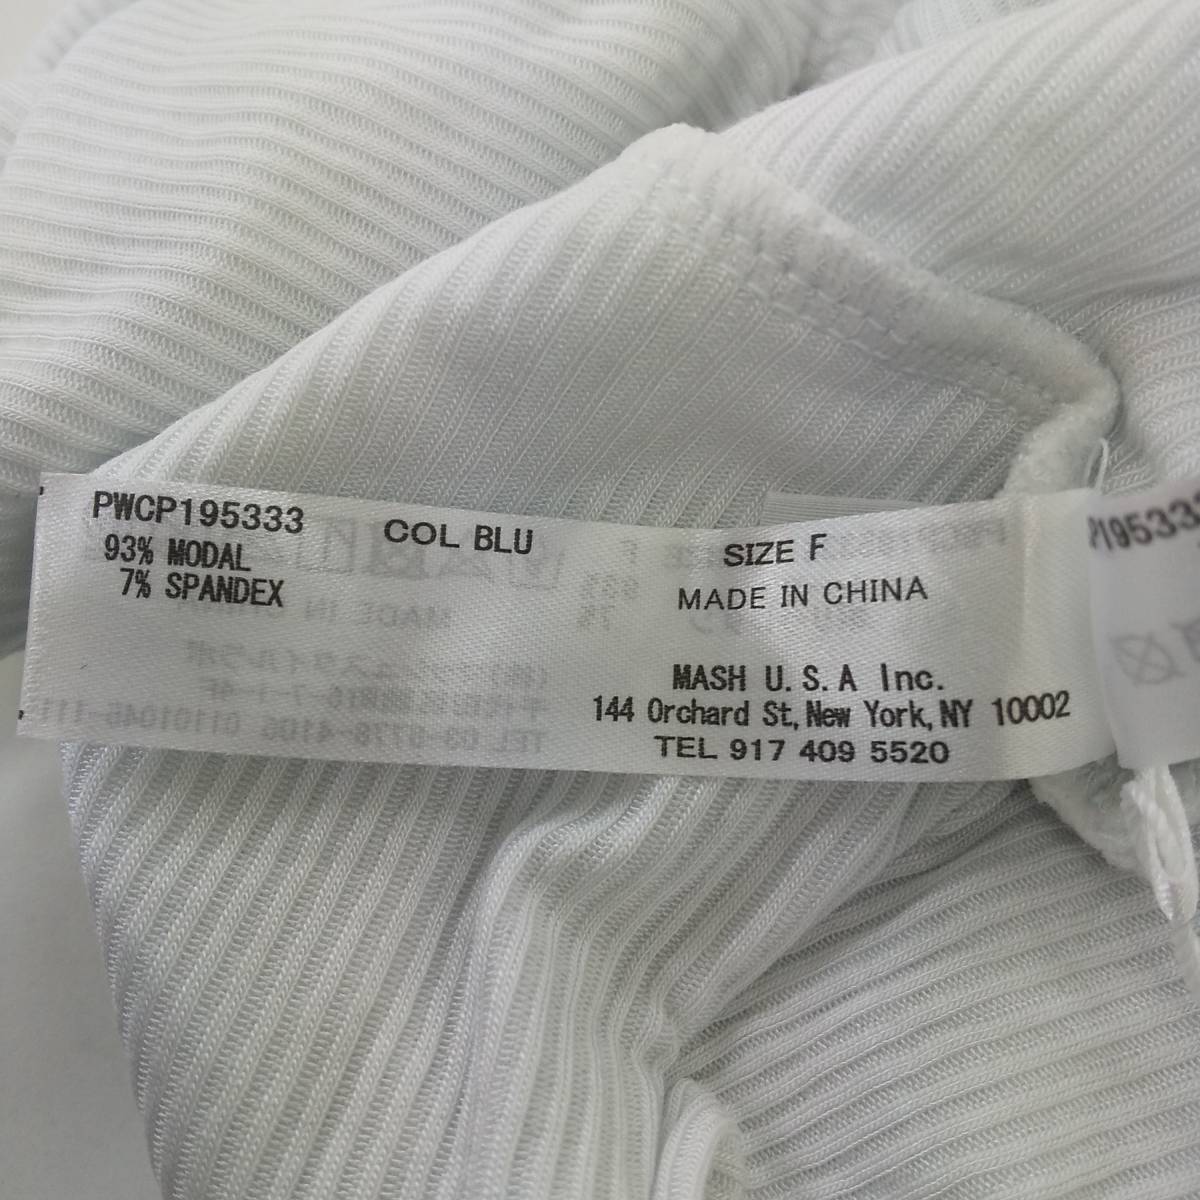 PWCP195333 COL BLU SIZE F
93% MODAL MADE IN CHINA
7% SPANDEX
MASH U.S.A Inc.
144 Orchard St, New York, NY 10002
TEL 917 409 5520